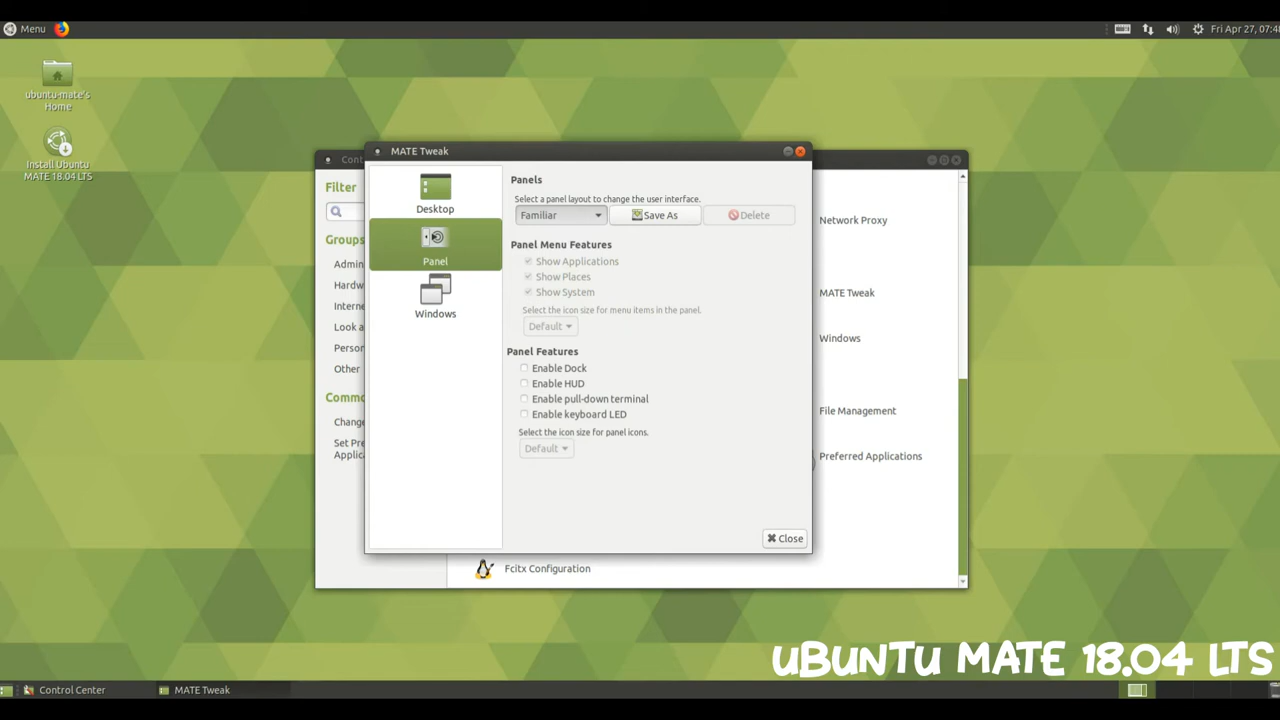 Menu
Fri Apr 27, 07:48
ubuntu-mate's
Home
Install Ubuntu
MATE 18.04 LTS
MATE Tweak
Filter
Groups
Hardw
Look a
Person
Other
Commo
Change
Set Pre
Desktop
Panel
Windows
Panels
Select a panel layout to change the user interface.
Familiar
Save As
Delete
Panel Menu Features
Show Applications
Show Places
Show System
Select the icon size for menu items in the panel.
Default
Panel Features
Enable Dock
Enable HUD
Enable pull-down terminal
Enable keyboard LED
Select the icon size for panel icons.
Default
Close
Network Proxy
MATE Tweak
Windows
File Management
Preferred Applications
Fcitx Configuration
UBUNTU MATE 18.04 LTS
Control Center
MATE Tweak